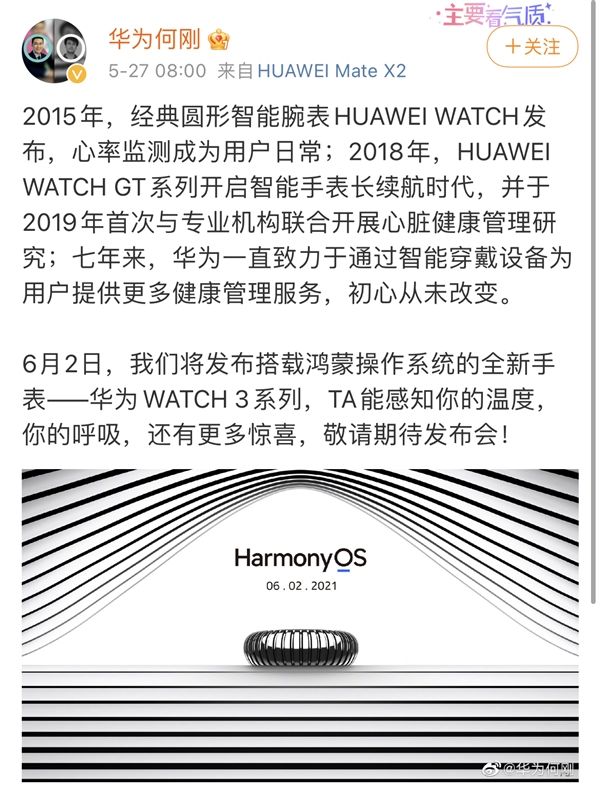 主要看气质
华为何刚
5-27 08:00 来自HUAWEI Mate X2
+关注
2015年，经典圆形智能腕表HUAWEI WATCH发
布，心率监测成为用户日常；2018年，HUAWEI
WATCH GT系列开启智能手表长续航时代，并于
2019年首次与专业机构联合开展心脏健康管理研
究；七年来，华为一直致力于通过智能穿戴设备为
用户提供更多健康管理服务，初心从未改变。
6月2日，我们将发布搭载鸿蒙操作系统的全新手
表——华为 WATCH 3 系列，TA能感知你的温度，
你的呼吸，还有更多惊喜，敬请期待发布会！
HarmonyOS
06 . 02 . 2021
@华为何刚